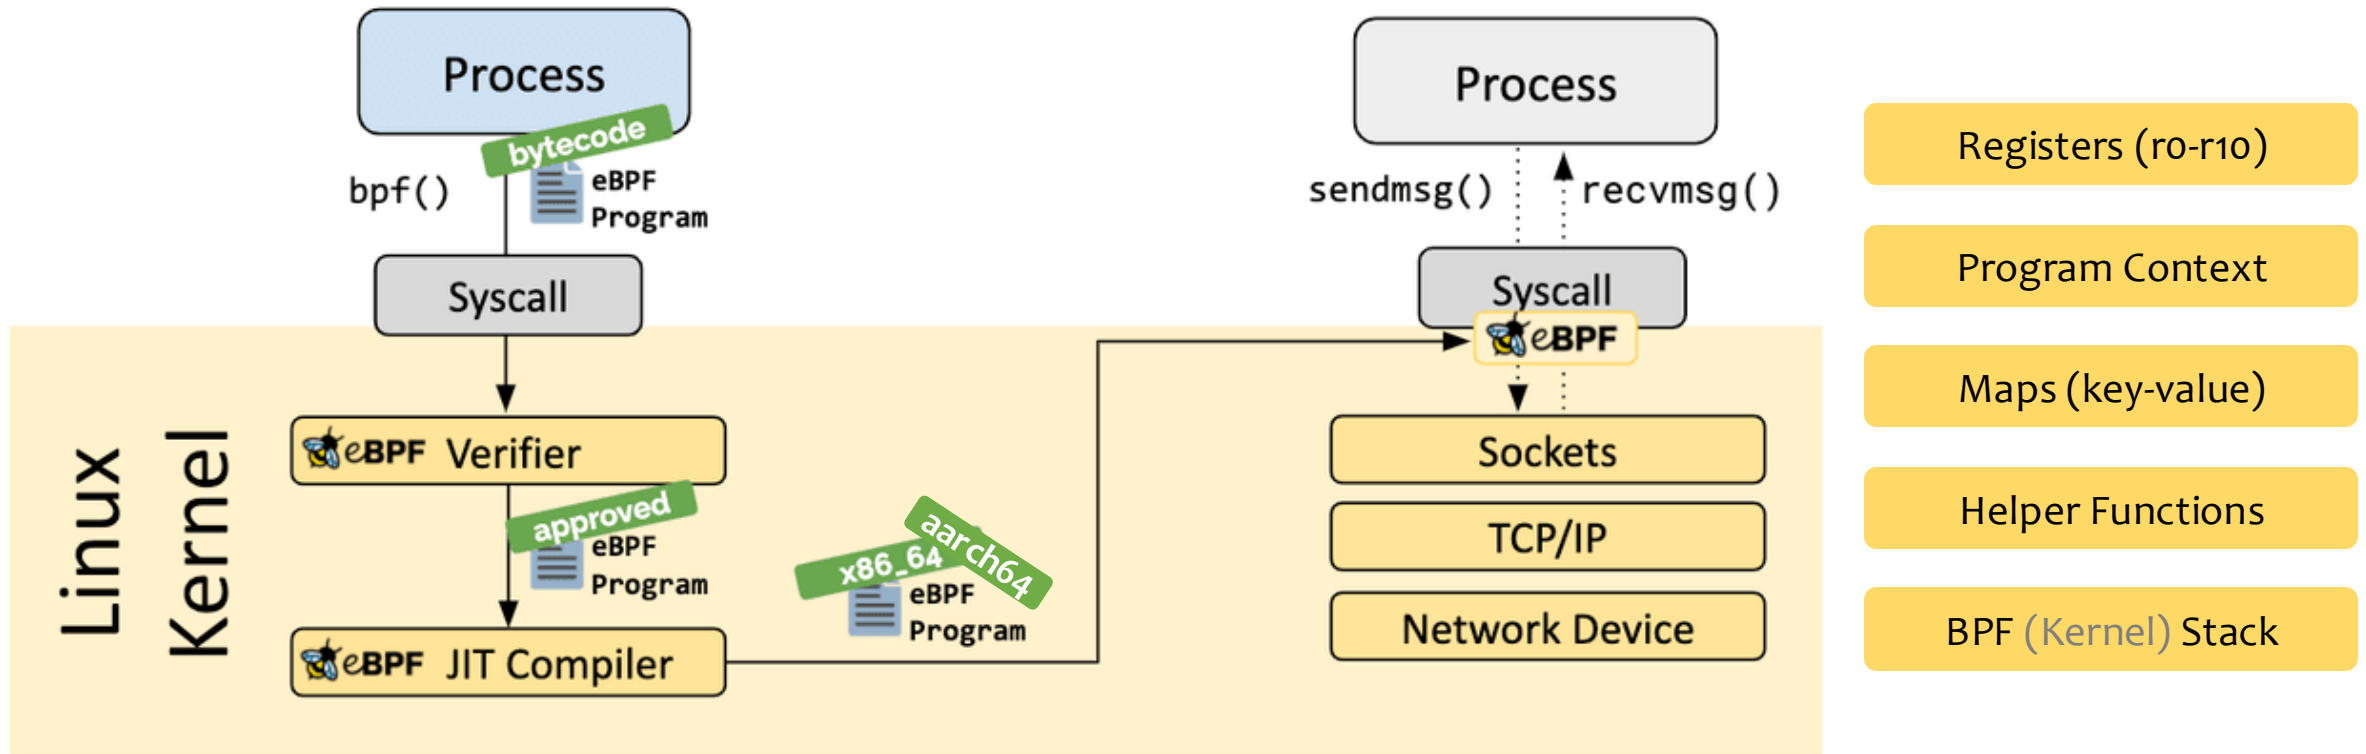 Process
bytecode
bpf()
eBPF
Program
Syscall
Linux
Kernel
eBPF Verifier
approved
eBPF
Program
eBPF JIT Compiler
x86_64
aarch64
eBPF
Program
Process
sendmsg()
recvmsg()
Syscall
eBPF
Sockets
TCP/IP
Network Device
Registers (r0-r10)
Program Context
Maps (key-value)
Helper Functions
BPF (Kernel) Stack